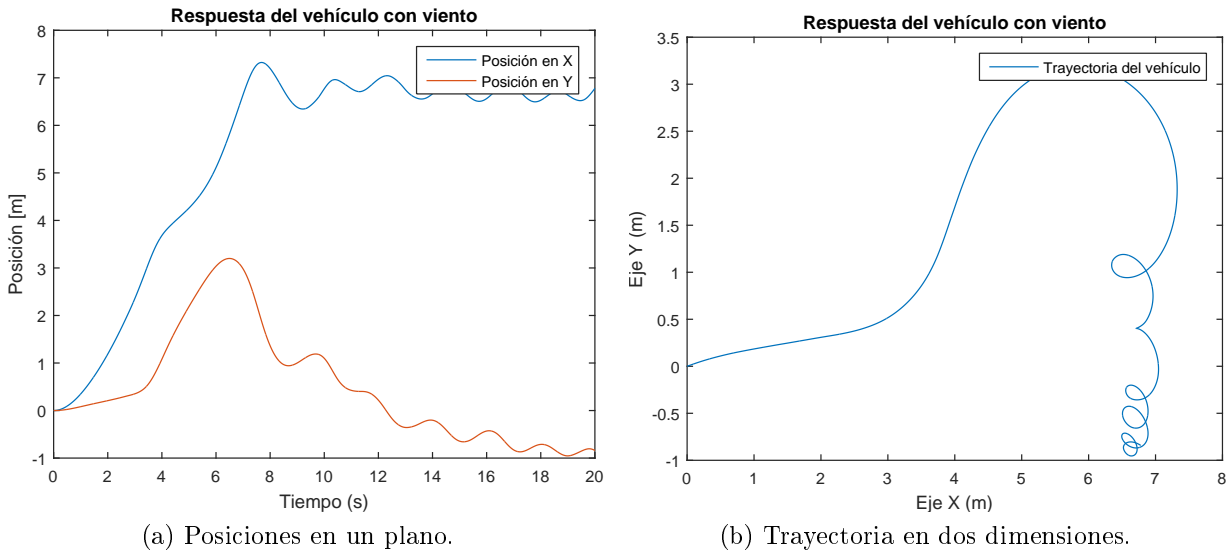 Respuesta del vehículo con viento
8
7
6
5
4
3
2
1
0
-1
Posición [m]
Posición en X
Posición en Y
0 2 4 6 8 10 12 14 16 18 20
Tiempo (s)
(a) Posiciones en un plano.
Respuesta del vehículo con viento
3.5
3
2.5
2
1.5
1
0.5
0
-0.5
-1
Eje Y (m)
Trayectoria del vehículo
0 1 2 3 4 5 6 7 8
Eje X (m)
(b) Trayectoria en dos dimensiones.